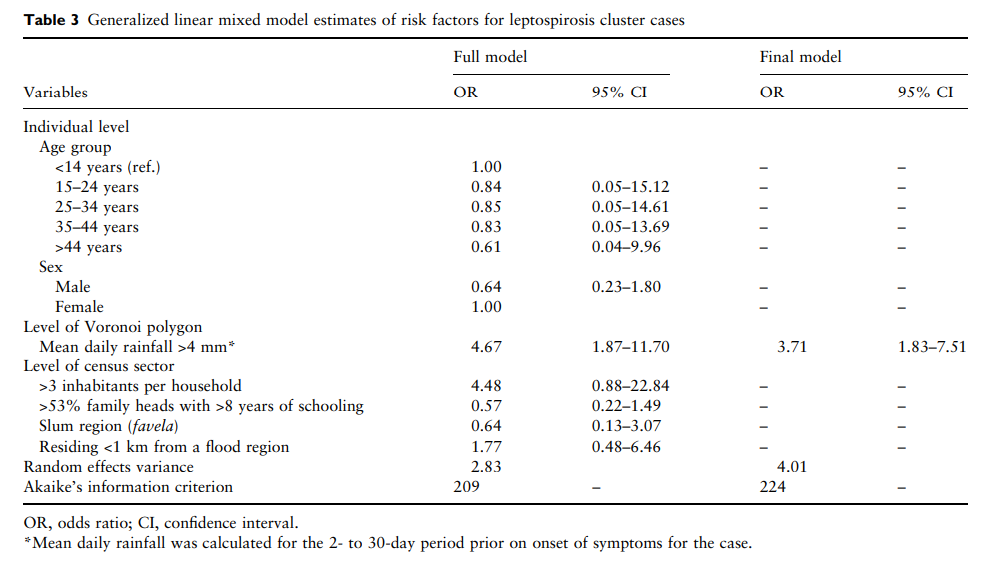 Table 3 Generalized linear mixed model estimates of risk factors for leptospirosis cluster cases
Full model Final model
Variables OR 95% CI OR 95% CI
Individual level
Age group
<14 years (ref.) 1.00 – –
15–24 years 0.84 0.05–15.12 – –
25–34 years 0.85 0.05–14.61 – –
35–44 years 0.83 0.05–13.69 – –
>44 years 0.61 0.04–9.96 – –
Sex
Male 0.64 0.23–1.80 – –
Female 1.00 – –
Level of Voronoi polygon
Mean daily rainfall >4 mm* 4.67 1.87–11.70 3.71 1.83–7.51
Level of census sector
>3 inhabitants per household 4.48 0.88–22.84 – –
>53% family heads with >8 years of schooling 0.57 0.22–1.49 – –
Slum region (favela) 0.64 0.13–3.07 – –
Residing <1 km from a flood region 1.77 0.48–6.46 – –
Random effects variance 2.83 4.01
Akaike's information criterion 209 – 224 –
OR, odds ratio; CI, confidence interval.
*Mean daily rainfall was calculated for the 2- to 30-day period prior on onset of symptoms for the case.